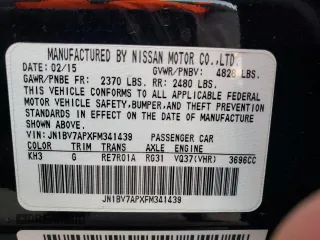 MANUFACTURED BY NISSAN MOTOR CO.,LTD.
DATE: 02/15 GVWR/PNBV: 4828 LBS.
GAWR/PNBE FR: 2370 LBS. RR: 2480 LBS.
THIS VEHICLE CONFORMS TO ALL APPLICABLE FEDERAL
MOTOR VEHICLE SAFETY, BUMPER, AND THEFT PREVENTION
STANDARDS IN EFFECT ON THE DATE OF
MANUFACTURE SHOWN ABOVE.
JN1BV7APXFM341439 PASSENGER CAR
COLOR TRIM TRANS AXLE ENGINE
KH3 G RE7R01A RG31 VQ37(VHR) 3696CC
JN1BV7APXFM341439